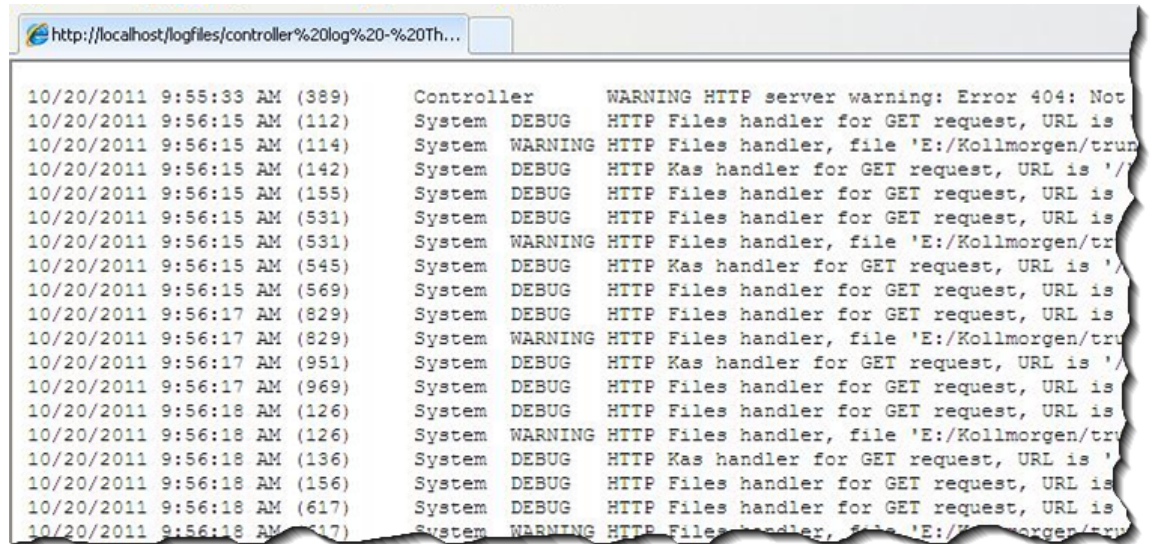 http://localhost/logfiles/controller%20log%20-%20Th...
10/20/2011 9:55:33 AM (389) Controller WARNING HTTP server warning: Error 404: Not
10/20/2011 9:56:15 AM (112) System DEBUG HTTP Files handler for GET request, URL is '
10/20/2011 9:56:15 AM (114) System WARNING HTTP Files handler, file 'E:/Kollmorgen/trun
10/20/2011 9:56:15 AM (142) System DEBUG HTTP Kas handler for GET request, URL is '/
10/20/2011 9:56:15 AM (155) System DEBUG HTTP Files handler for GET request, URL is
10/20/2011 9:56:15 AM (531) System DEBUG HTTP Files handler for GET request, URL is
10/20/2011 9:56:15 AM (531) System WARNING HTTP Files handler, file 'E:/Kollmorgen/tr
10/20/2011 9:56:15 AM (545) System DEBUG HTTP Kas handler for GET request, URL is '/
10/20/2011 9:56:15 AM (569) System DEBUG HTTP Files handler for GET request, URL is
10/20/2011 9:56:17 AM (829) System DEBUG HTTP Files handler for GET request, URL is
10/20/2011 9:56:17 AM (829) System WARNING HTTP Files handler, file 'E:/Kollmorgen/tru
10/20/2011 9:56:17 AM (951) System DEBUG HTTP Kas handler for GET request, URL is '/
10/20/2011 9:56:17 AM (969) System DEBUG HTTP Files handler for GET request, URL is
10/20/2011 9:56:18 AM (126) System DEBUG HTTP Files handler for GET request, URL is
10/20/2011 9:56:18 AM (126) System WARNING HTTP Files handler, file 'E:/Kollmorgen/tru
10/20/2011 9:56:18 AM (136) System DEBUG HTTP Kas handler for GET request, URL is '
10/20/2011 9:56:18 AM (156) System DEBUG HTTP Files handler for GET request, URL is
10/20/2011 9:56:18 AM (617) System DEBUG HTTP Files handler for GET request, URL is
10/20/2011 9:56:18 AM 617) System WARNING HTTP Files handler, file 'E:/Kollmorgen/tru